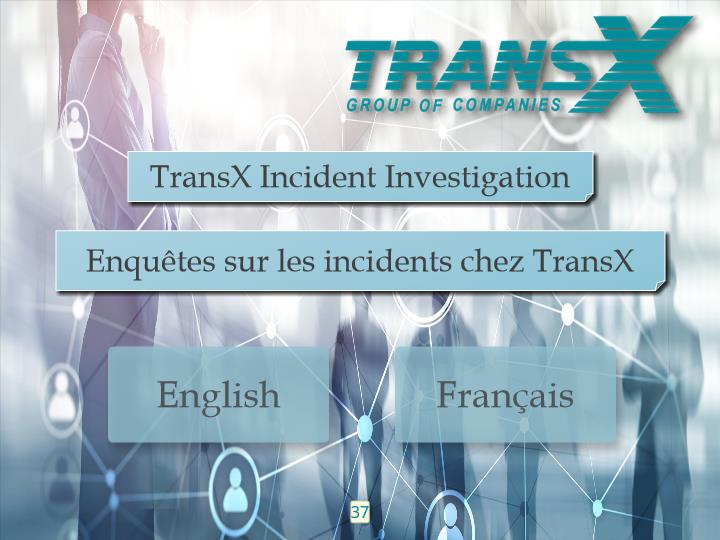 TRANSX
GROUP OF COMPANIES
TransX Incident Investigation
Enquêtes sur les incidents chez TransX
English
Français
37